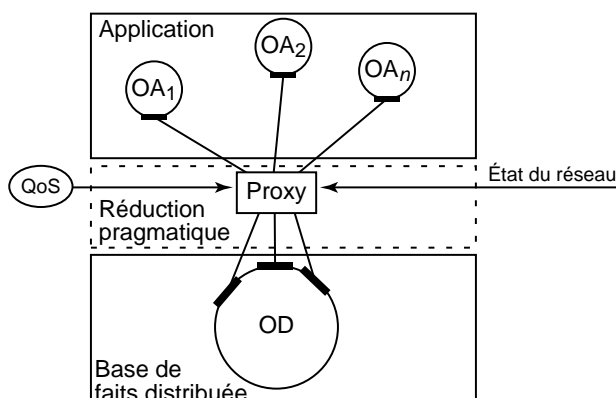 Application
OA1
OA2
OAn
QoS
Proxy
État du réseau
Réduction
pragmatique
OD
Base de
faits distribuée